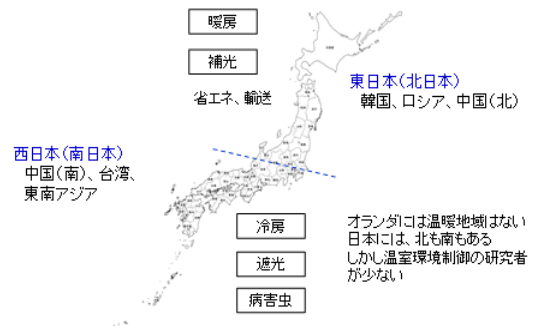 暖房
補光
省エネ、輸送
東日本(北日本)
韓国、ロシア、中国(北)
西日本(南日本)
中国(南)、台湾、
東南アジア
冷房
遮光
病害虫
オランダには温暖地域はない
日本には、北も南もある
しかし温室環境制御の研究者
が少ない